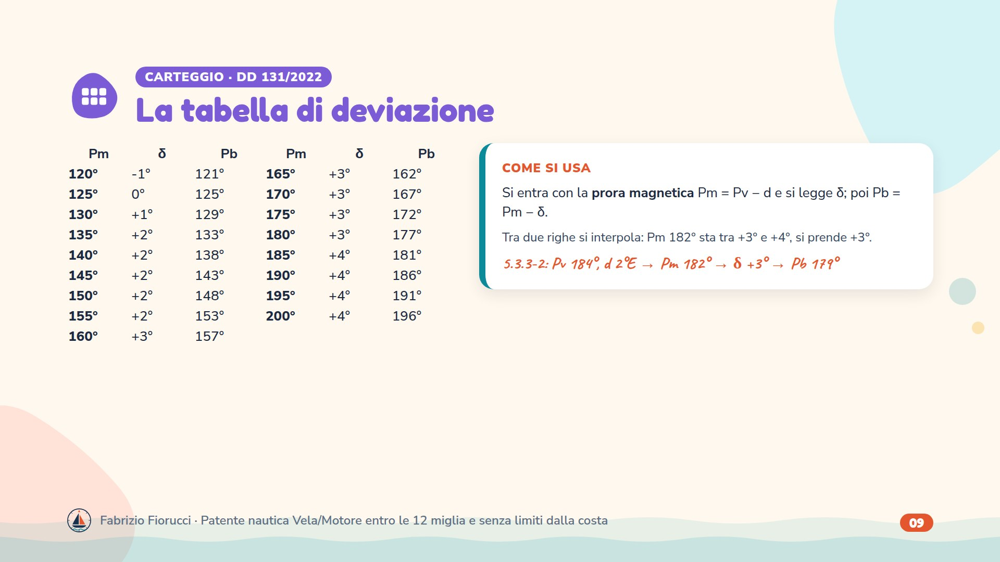 CARTEGGIO · DD 131/2022
La tabella di deviazione
Pm δ Pb Pm δ Pb
120° -1° 121° 165° +3° 162°
125° 0° 125° 170° +3° 167°
130° +1° 129° 175° +3° 172°
135° +2° 133° 180° +3° 177°
140° +2° 138° 185° +4° 181°
145° +2° 143° 190° +4° 186°
150° +2° 148° 195° +4° 191°
155° +2° 153° 200° +4° 196°
160° +3° 157°
COME SI USA
Si entra con la prora magnetica Pm = Pv − d e si legge δ; poi Pb =
Pm − δ.
Tra due righe si interpola: Pm 182° sta tra +3° e +4°, si prende +3°.
5.3.3-2: Pv 184°, d 2°E → Pm 182° → δ +3° → Pb 179°
Fabrizio Fiorucci · Patente nautica Vela/Motore entro le 12 miglia e senza limiti dalla costa
09